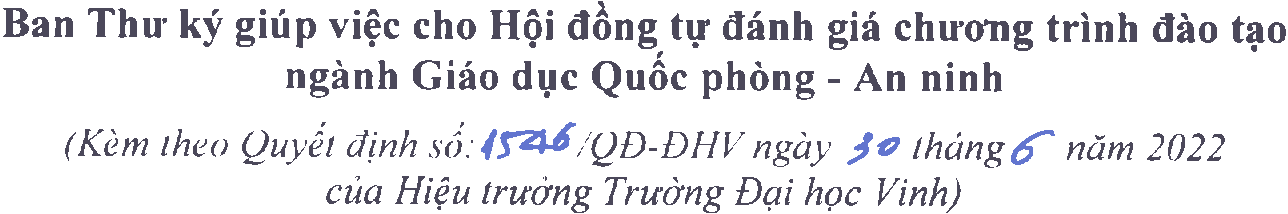 Ban Thư ký giúp việc cho Hội đồng tự đánh giá chương trình đào tạo
ngành Giáo dục Quốc phòng - An ninh
(Kèm theo Quyết định số: 1546/QĐ-ĐHV ngày 30 tháng 6 năm 2022
của Hiệu trưởng Trường Đại học Vinh)